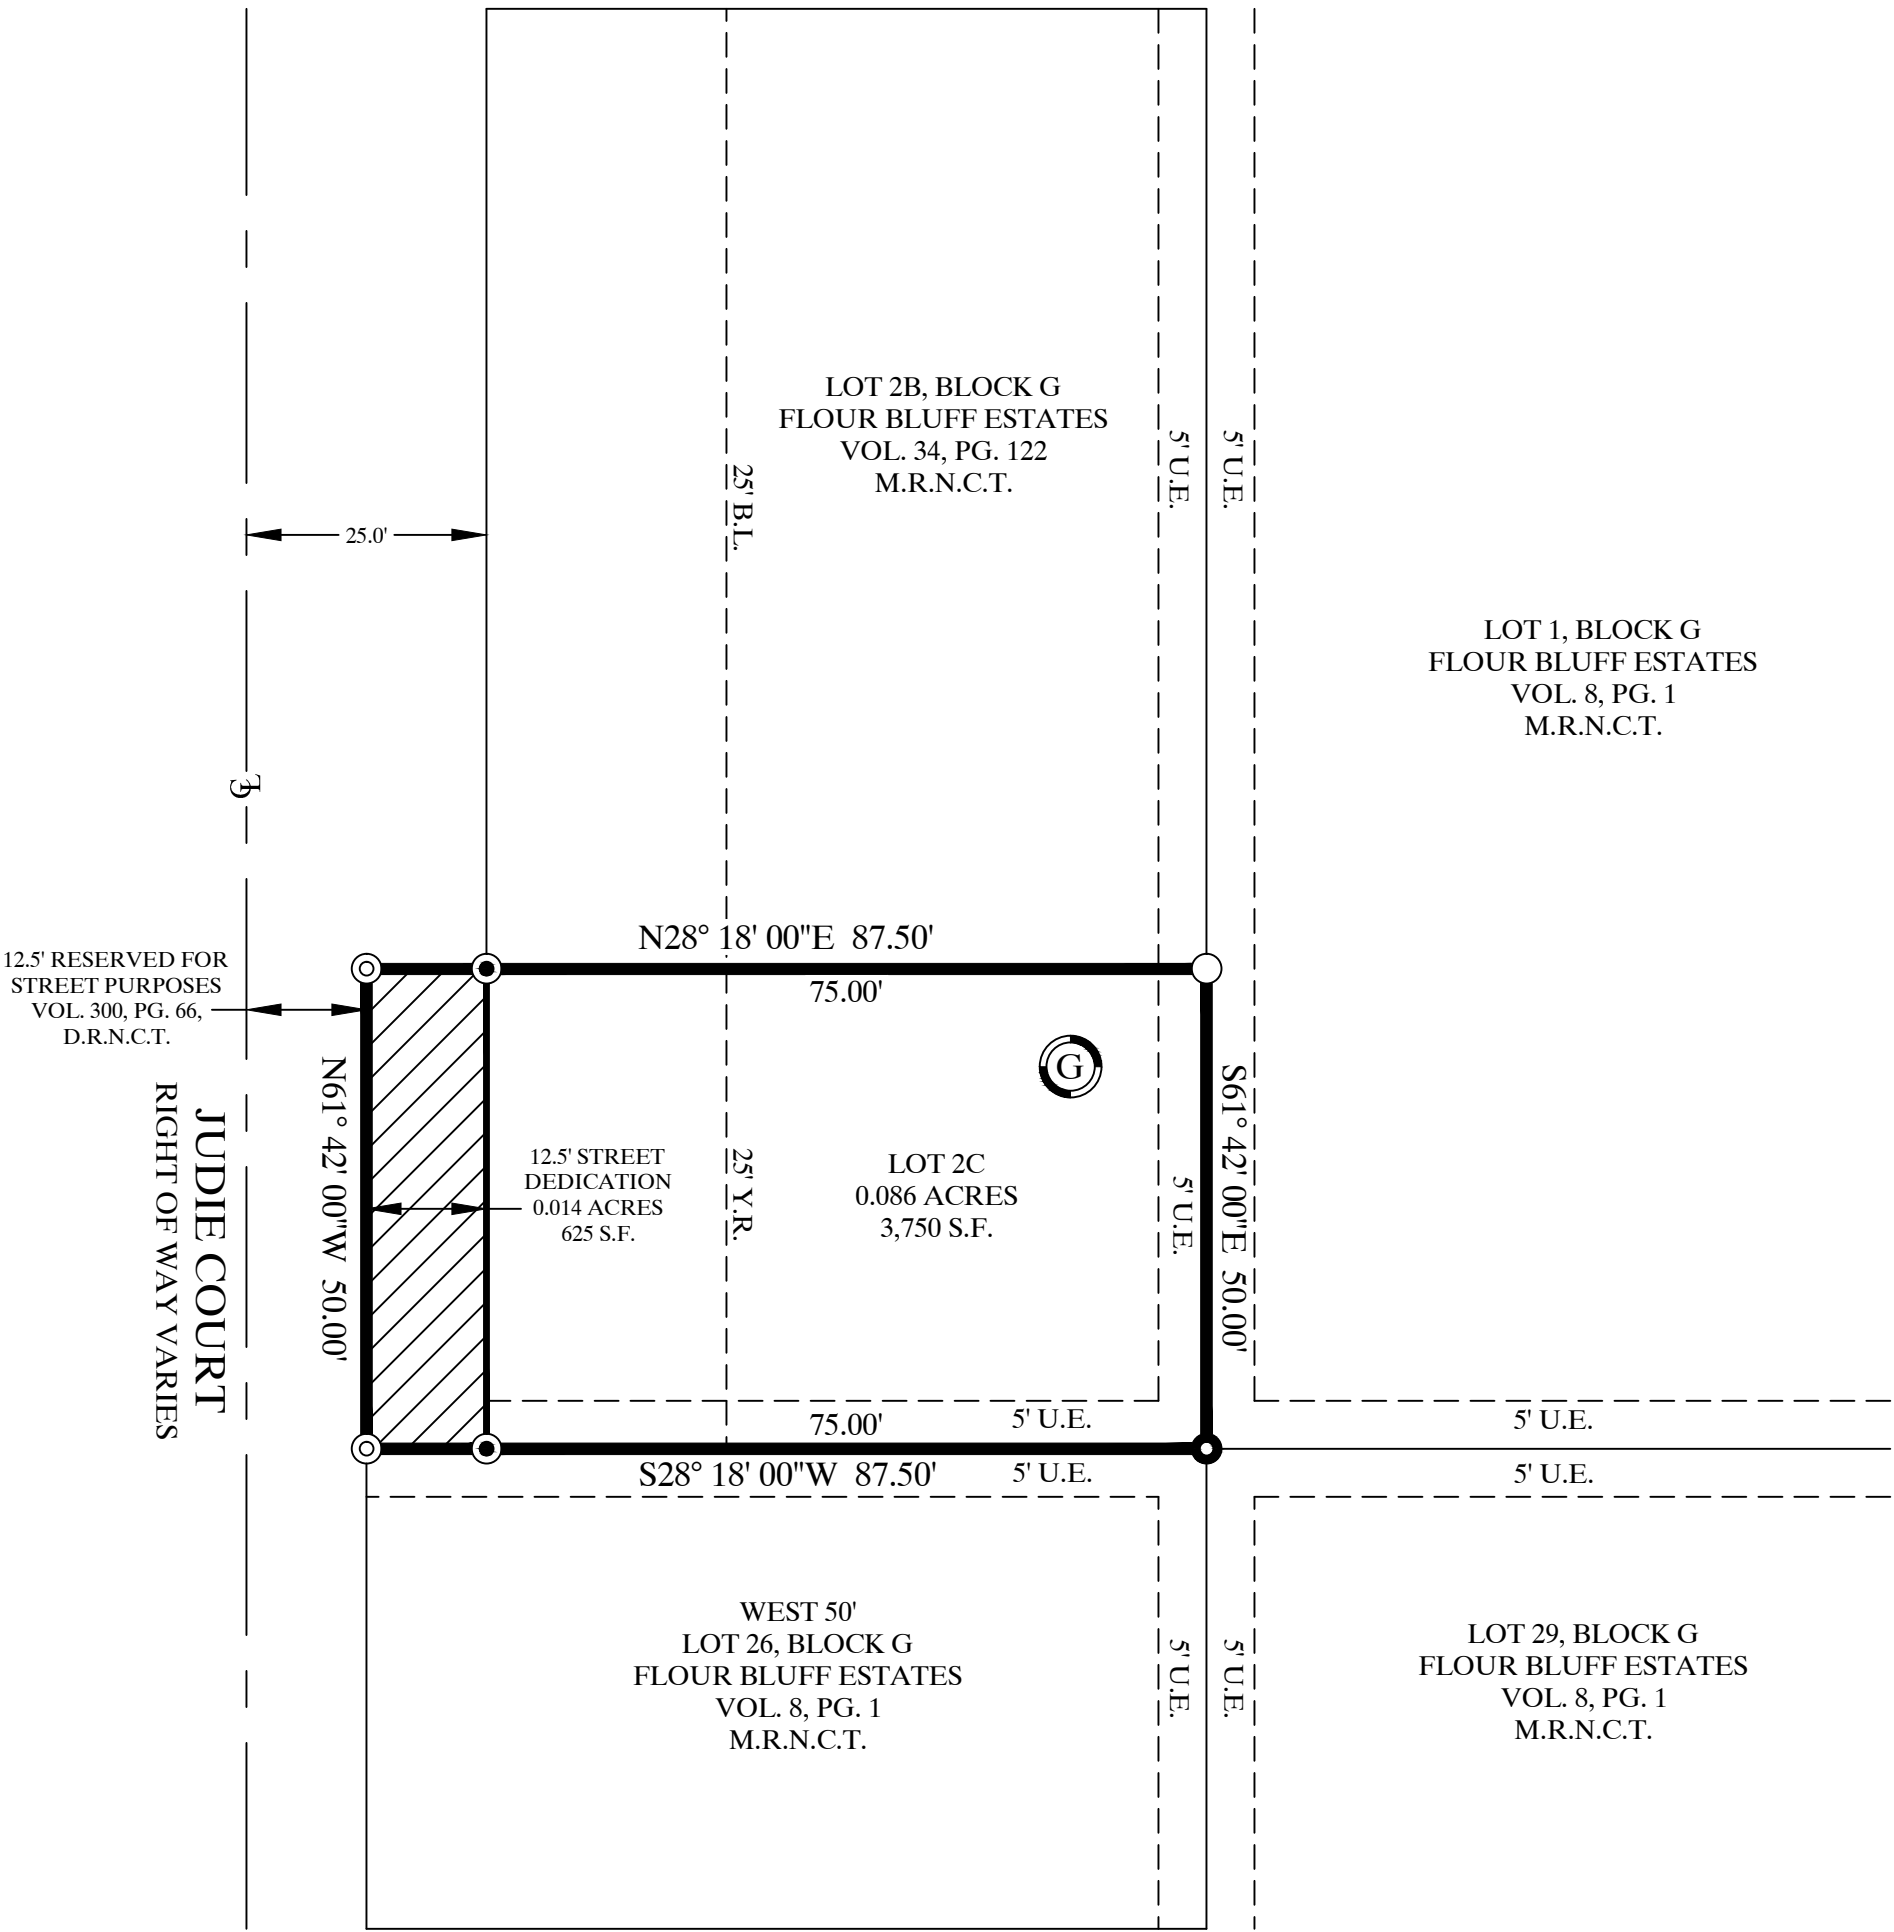 LOT 2B, BLOCK G
FLOUR BLUFF ESTATES
VOL. 34, PG. 122
M.R.N.C.T.
25' B.L.
5' U.E.
5' U.E.
25.0'
LOT 1, BLOCK G
FLOUR BLUFF ESTATES
VOL. 8, PG. 1
M.R.N.C.T.
℄
N28° 18' 00"E 87.50'
75.00'
12.5' RESERVED FOR
STREET PURPOSES
VOL. 300, PG. 66,
D.R.N.C.T.
JUDIE COURT
RIGHT OF WAY VARIES
N61° 42' 00"W 50.00'
12.5' STREET
DEDICATION
0.014 ACRES
625 S.F.
25' Y.R.
G
LOT 2C
0.086 ACRES
3,750 S.F.
5' U.E.
S61° 42' 00"E 50.00'
75.00'
5' U.E.
5' U.E.
S28° 18' 00"W 87.50'
5' U.E.
5' U.E.
WEST 50'
LOT 26, BLOCK G
FLOUR BLUFF ESTATES
VOL. 8, PG. 1
M.R.N.C.T.
5' U.E.
5' U.E.
LOT 29, BLOCK G
FLOUR BLUFF ESTATES
VOL. 8, PG. 1
M.R.N.C.T.